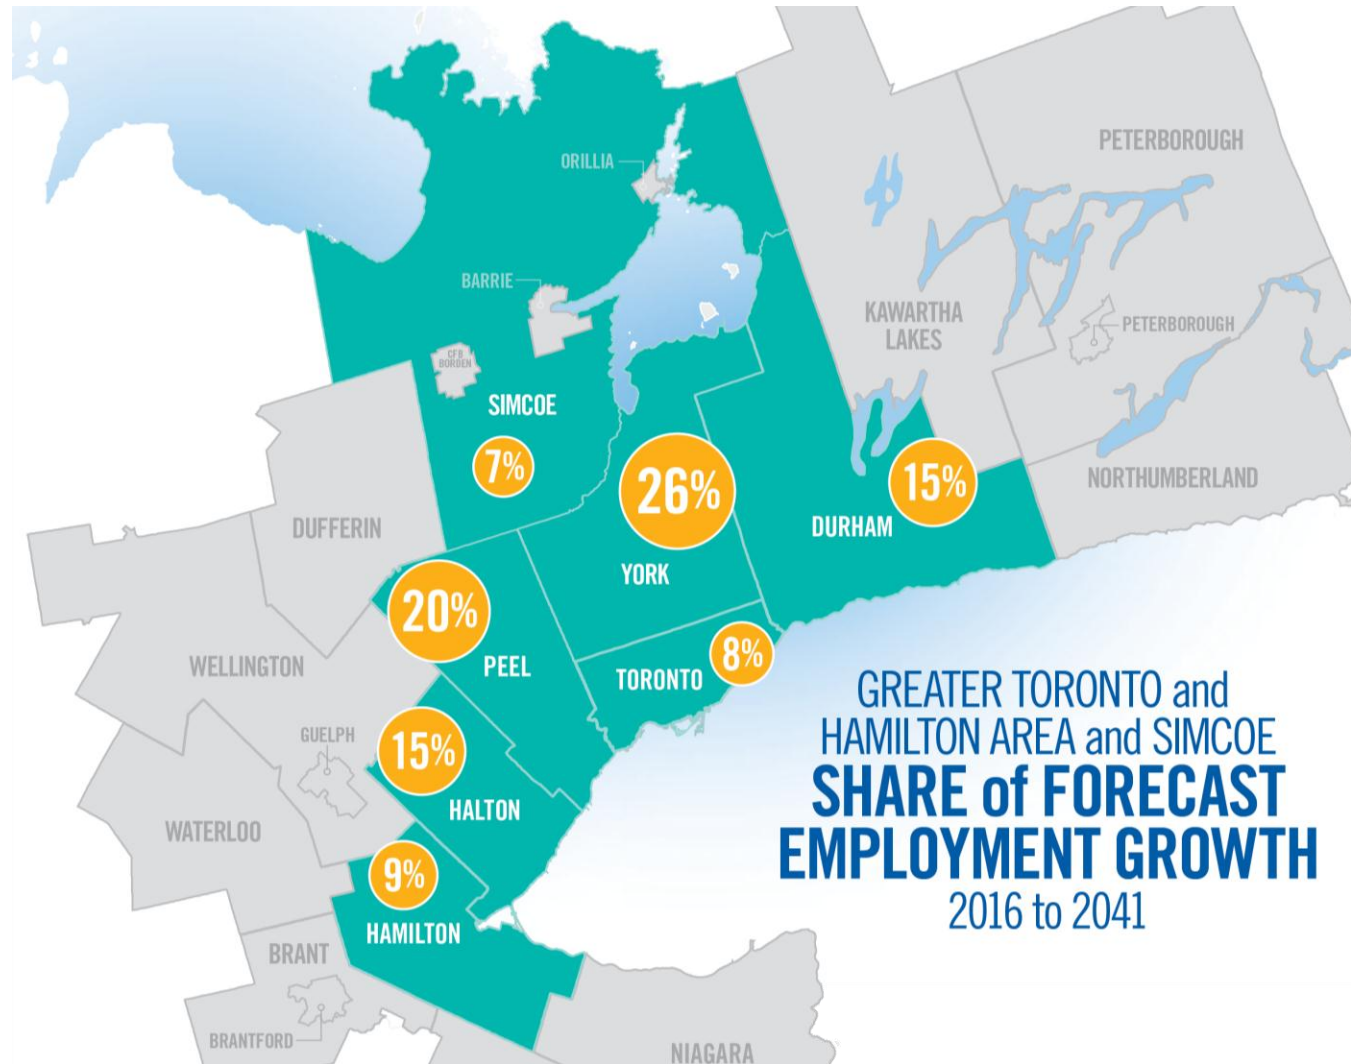 PETERBOROUGH
ORILLIA
BARRIE
KAWARTHA
LAKES
PETERBOROUGH
CFB
BORDEN
SIMCOE
7%
26%
15%
NORTHUMBERLAND
DUFFERIN
DURHAM
YORK
20%
WELLINGTON
PEEL
TORONTO
8%
GUELPH
15%
HALTON
WATERLOO
9%
HAMILTON
BRANT
BRANTFORD
NIAGARA
GREATER TORONTO and
HAMILTON AREA and SIMCOE
SHARE of FORECAST
EMPLOYMENT GROWTH
2016 to 2041